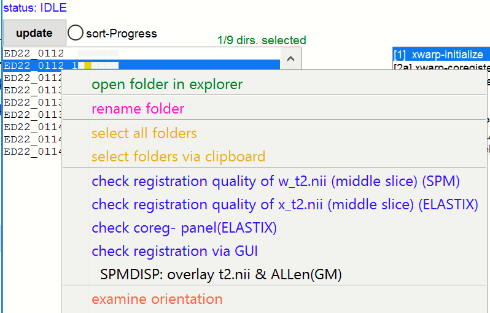 status: IDLE
update
sort-Progress
1/9 dirs. selected
ED22_0112
ED22_0112 1
ED22_0112
ED22_0113
ED22_0113
ED22_0113
ED22_0114
ED22_0114
ED22_0114
[1] xwarp-initialize
[2a] xwarp-coregiste
open folder in explorer
rename folder
select all folders
select folders via clipboard
check registration quality of w_t2.nii (middle slice) (SPM)
check registration quality of x_t2.nii (middle slice) (ELASTIX)
check coreg- panel(ELASTIX)
check registration via GUI
SPMDISP: overlay t2.nii & ALLen(GM)
examine orientation